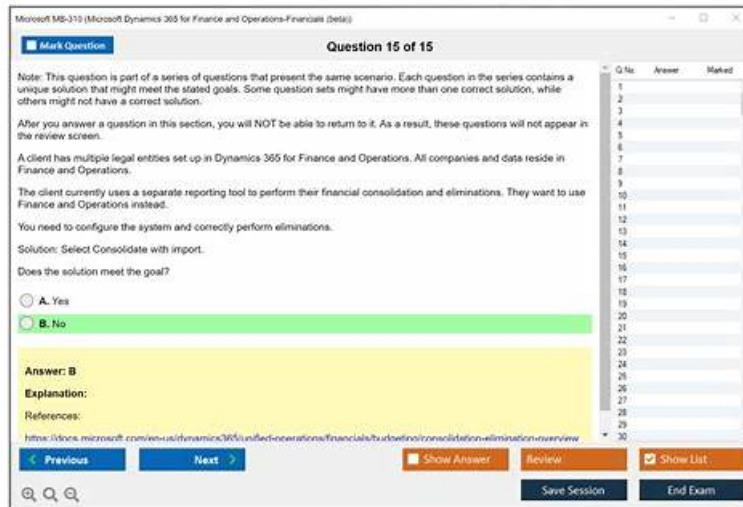 Microsoft MB-310 (Microsoft Dynamics 365 for Finance and Operations-Financials (beta))
Mark Question
Question 15 of 15
Note: This question is part of a series of questions that present the same scenario. Each question in the series contains a
unique solution that might meet the stated goals. Some question sets might have more than one correct solution, while
others might not have a correct solution.
After you answer a question in this section, you will NOT be able to return to it. As a result, these questions will not appear in
the review screen.
A client has multiple legal entities set up in Dynamics 365 for Finance and Operations. All companies and data reside in
Finance and Operations.
The client currently uses a separate reporting tool to perform their financial consolidation and eliminations. They want to use
Finance and Operations instead.
You need to configure the system and correctly perform eliminations.
Solution: Select Consolidate with import.
Does the solution meet the goal?
A. Yes
B. No
Answer: B
Explanation:
References:
https://docs.microsoft.com/en-us/dynamics365/unified-operations/financials/budgeting/consolidation-elimination-overview
Q.No. Answer Marked
1
2
3
4
5
6
7
8
9
10
11
12
13
14
15
16
17
18
19
20
21
22
23
24
25
26
27
28
29
30
Previous
Next
Show Answer
Review
Show List
Save Session
End Exam